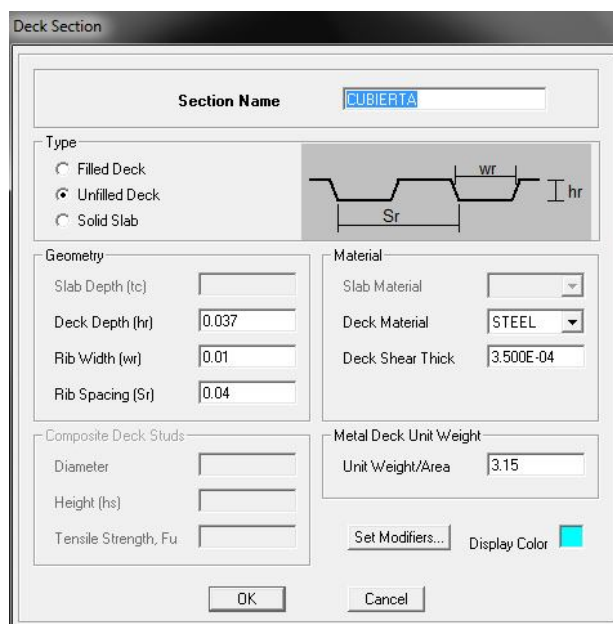 Deck Section
Section Name
CUBIERTA
Type
Filled Deck
Unfilled Deck
Solid Slab
wr
hr
Sr
Geometry
Slab Depth (tc)
Deck Depth (hr) 0.037
Rib Width (wr) 0.01
Rib Spacing (Sr) 0.04
Material
Slab Material
Deck Material STEEL
Deck Shear Thick 3.500E-04
Composite Deck Studs
Diameter
Height (hs)
Tensile Strength, Fu
Metal Deck Unit Weight
Unit Weight/Area 3.15
Set Modifiers...
Display Color
OK
Cancel